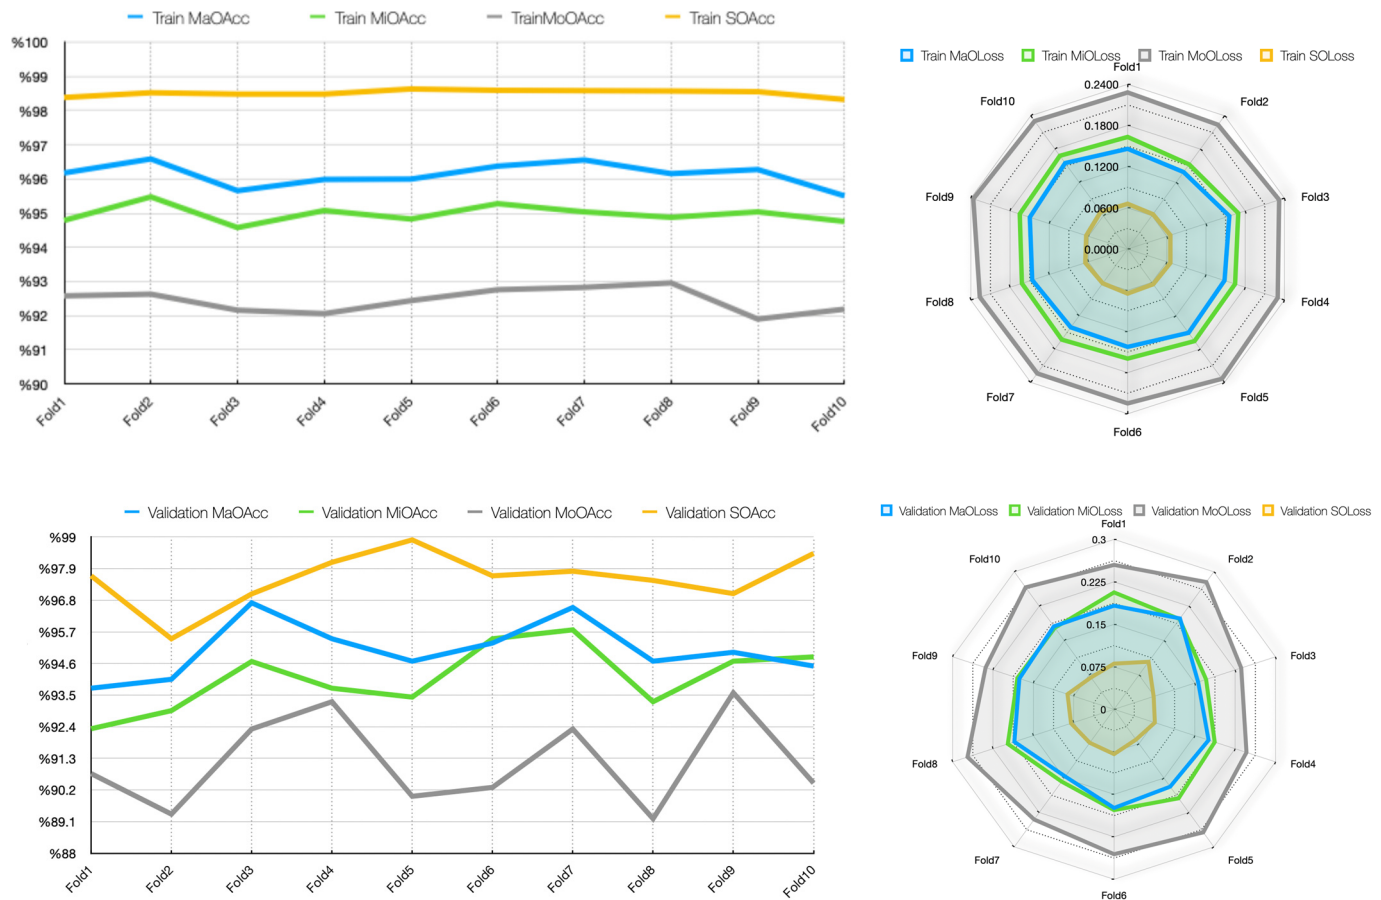 Train MaOAcc Train MiOAcc TrainMoOAcc Train SOAcc
%100
%99
%98
%97
%96
%95
%94
%93
%92
%91
%90
Fold1 Fold2 Fold3 Fold4 Fold5 Fold6 Fold7 Fold8 Fold9 Fold10
Train MaOLoss Train MiOLoss Train MoOLoss Train SOLoss
Fold1
0.2400
Fold10 Fold2
0.1800
0.1200
Fold9 Fold3
0.0600
0.0000
Fold8 Fold4
Fold7 Fold5
Fold6
Validation MaOAcc Validation MiOAcc Validation MoOAcc Validation SOAcc
%99
%97.9
%96.8
%95.7
%94.6
%93.5
%92.4
%91.3
%90.2
%89.1
%88
Fold1 Fold2 Fold3 Fold4 Fold5 Fold6 Fold7 Fold8 Fold9 Fold10
Validation MaOLoss Validation MiOLoss Validation MoOLoss Validation SOLoss
Fold1
0.3
Fold10 Fold2
0.225
0.15
Fold9 Fold3
0.075
0
Fold8 Fold4
Fold7 Fold5
Fold6